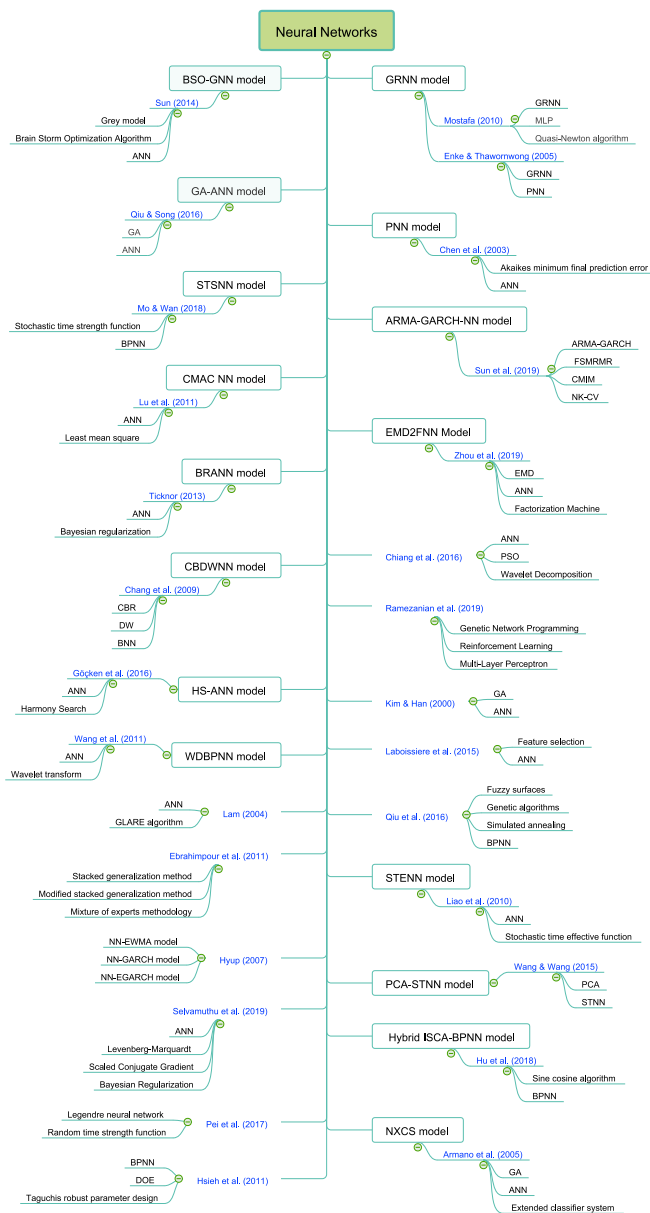 Neural Networks
BSO-GNN model
Sun (2014)
Grey model
Brain Storm Optimization Algorithm
ANN
GA-ANN model
Qiu & Song (2016)
GA
ANN
STSNN model
Mo & Wan (2018)
Stochastic time strength function
BPNN
CMAC NN model
Lu et al. (2011)
ANN
Least mean square
BRANN model
Ticknor (2013)
ANN
Bayesian regularization
CBDWNN model
Chang et al. (2009)
CBR
DW
BNN
HS-ANN model
Göçken et al. (2016)
ANN
Harmony Search
WDBPNN model
Wang et al. (2011)
ANN
Wavelet transform
Lam (2004)
ANN
GLARE algorithm
Ebrahimpour et al. (2011)
Stacked generalization method
Modified stacked generalization method
Mixture of experts methodology
Hyup (2007)
NN-EWMA model
NN-GARCH model
NN-EGARCH model
Selvamuthu et al. (2019)
ANN
Levenberg-Marquardt
Scaled Conjugate Gradient
Bayesian Regularization
Pei et al. (2017)
Legendre neural network
Random time strength function
Hsieh et al. (2011)
BPNN
DOE
Taguchis robust parameter design
GRNN model
Mostafa (2010)
GRNN
MLP
Quasi-Newton algorithm
Enke & Thawornwong (2005)
GRNN
PNN
PNN model
Chen et al. (2003)
Akaikes minimum final prediction error
ANN
ARMA-GARCH-NN model
Sun et al. (2019)
ARMA-GARCH
FSMRMR
CMIM
NK-CV
EMD2FNN Model
Zhou et al. (2019)
EMD
ANN
Factorization Machine
Chiang et al. (2016)
ANN
PSO
Wavelet Decomposition
Ramezanian et al. (2019)
Genetic Network Programming
Reinforcement Learning
Multi-Layer Perceptron
Kim & Han (2000)
GA
ANN
Laboissiere et al. (2015)
Feature selection
ANN
Qiu et al. (2016)
Fuzzy surfaces
Genetic algorithms
Simulated annealing
BPNN
STENN model
Liao et al. (2010)
ANN
Stochastic time effective function
PCA-STNN model
Wang & Wang (2015)
PCA
STNN
Hybrid ISCA-BPNN model
Hu et al. (2018)
Sine cosine algorithm
BPNN
NXCS model
Armano et al. (2005)
GA
ANN
Extended classifier system